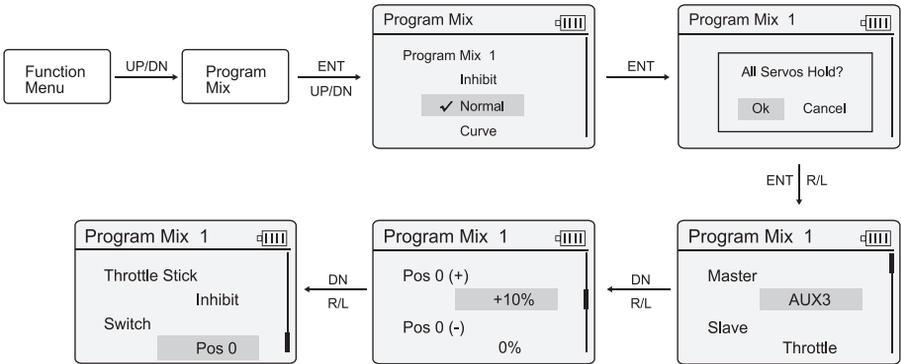 Function
Menu
UP/DN
Program
Mix
ENT
UP/DN
Program Mix
Program Mix 1
Inhibit
✓ Normal
Curve
ENT
Program Mix 1
All Servos Hold?
Ok Cancel
ENT R/L
Program Mix 1
Master
AUX3
Slave
Throttle
DN
R/L
Program Mix 1
Pos 0 (+)
+10%
Pos 0 (-)
0%
DN
R/L
Program Mix 1
Throttle Stick
Inhibit
Switch
Pos 0